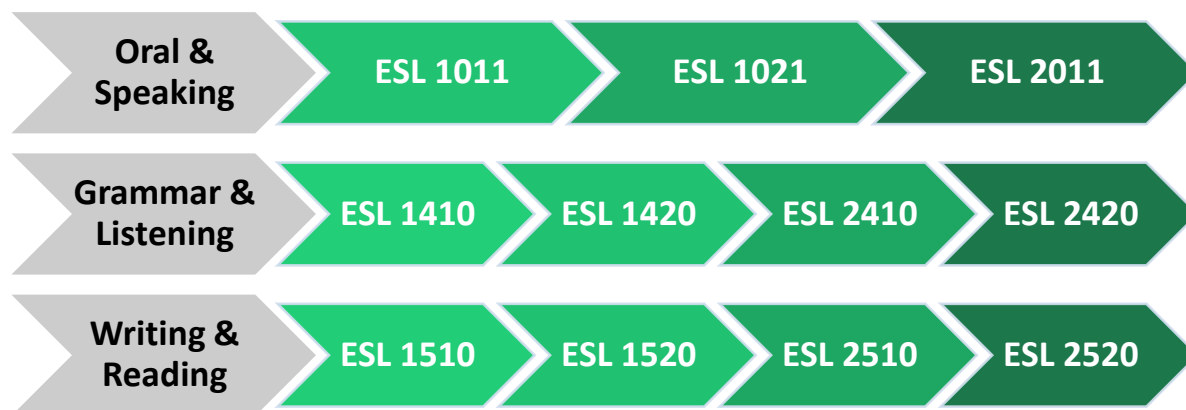 Oral &
Speaking
ESL 1011
ESL 1021
ESL 2011
Grammar &
Listening
ESL 1410
ESL 1420
ESL 2410
ESL 2420
Writing &
Reading
ESL 1510
ESL 1520
ESL 2510
ESL 2520